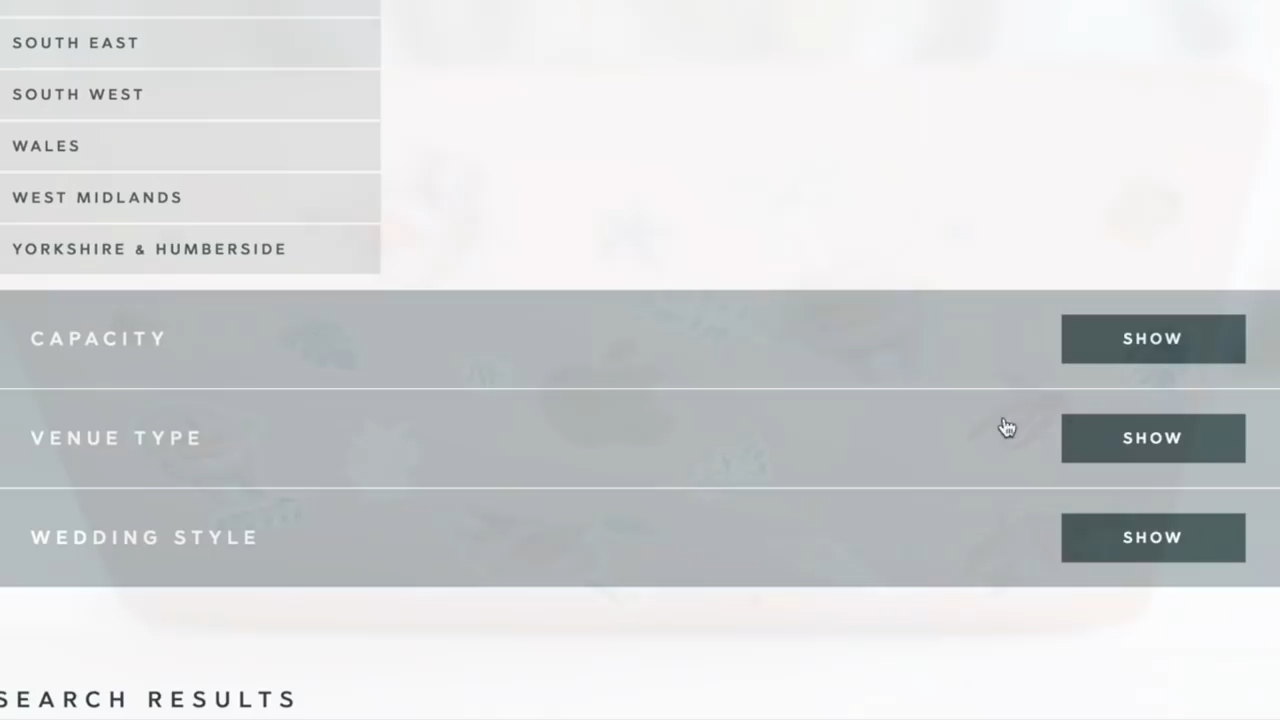 SOUTH EAST
SOUTH WEST
WALES
WEST MIDLANDS
YORKSHIRE & HUMBERSIDE
CAPACITY
SHOW
VENUE TYPE
SHOW
WEDDING STYLE
SHOW
SEARCH RESULTS